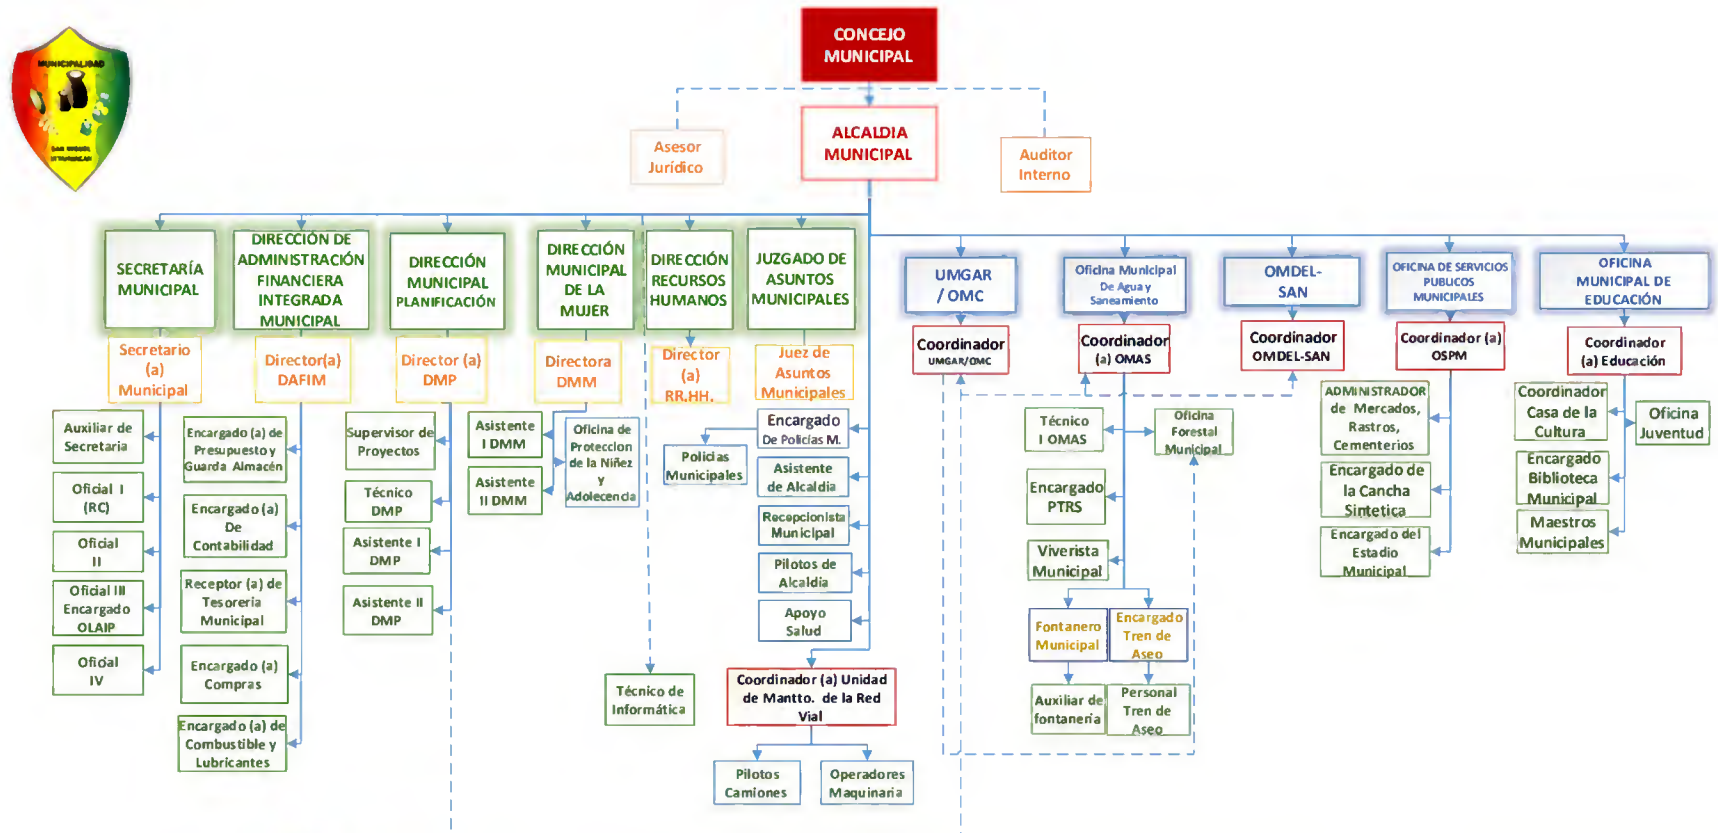 CONCEJO
MUNICIPAL
MUNICIPALIDAD
SAN MIGUEL
ALCALDIA
MUNICIPAL
Asesor
Jurídico
Auditor
Interno
SECRETARÍA
MUNICIPAL
DIRECCIÓN DE
ADMINISTRACIÓN
FINANCIERA
INTEGRADA
MUNICIPAL
DIRECCIÓN
MUNICIPAL
PLANIFICACIÓN
DIRECCIÓN
MUNICIPAL
DE LA
MUJER
DIRECCIÓN
RECURSOS
HUMANOS
JUZGADO DE
ASUNTOS
MUNICIPALES
UMGAR
/ OMC
Oficina Municipal
De Agua y
Saneamiento
OMDEL-
SAN
OFICINA DE SERVICIOS
PUBLICOS
MUNICIPALES
OFICINA
MUNICIPAL DE
EDUCACIÓN
Secretario
(a)
Municipal
Director(a)
DAFIM
Director (a)
DMP
Directora
DMM
Director
(a)
RR.HH.
Juez de
Asuntos
Municipales
Coordinador
UMGAR/OMC
Coordinador
(a) OMAS
Coordinador
OMDEL-SAN
Coordinador (a)
OSPM
Coordinador
(a) Educación
Auxiliar de
Secretaria
Oficial I
(RC)
Oficial
II
Oficial III
Encargado
OLAIP
Oficial
IV
Encargado (a) de
Presupuesto y
Guarda Almacén
Encargado (a)
De
Contabilidad
Receptor (a) de
Tesorería
Municipal
Encargado (a)
Compras
Encargado (a) de
Combustible y
Lubricantes
Supervisor de
Proyectos
Técnico
DMP
Asistente I
DMP
Asistente II
DMP
Asistente
I DMM
Asistente
II DMM
Oficina de
Proteccion
de la Niñez
y
Adolecencia
Técnico de
Informática
Encargado
De Policías M.
Policias
Municipales
Asistente
de Alcaldia
Recepcionista
Municipal
Pilotos de
Alcaldía
Apoyo
Salud
Coordinador (a) Unidad
de Mantto. de la Red
Vial
Pilotos
Camiones
Operadores
Maquinaria
Técnico
I OMAS
Oficina
Forestal
Municipal
Encargado
PTRS
Viverista
Municipal
Fontanero
Municipal
Encargado
Tren de
Aseo
Auxiliar de
fontanería
Personal
Tren de
Aseo
ADMINISTRADOR
de Mercados,
Rastros,
Cementerios
Encargado de
la Cancha
Sintetica
Encargado del
Estadio
Municipal
Coordinador
Casa de la
Cultura
Oficina
Juventud
Encargado
Biblioteca
Municipal
Maestros
Municipales